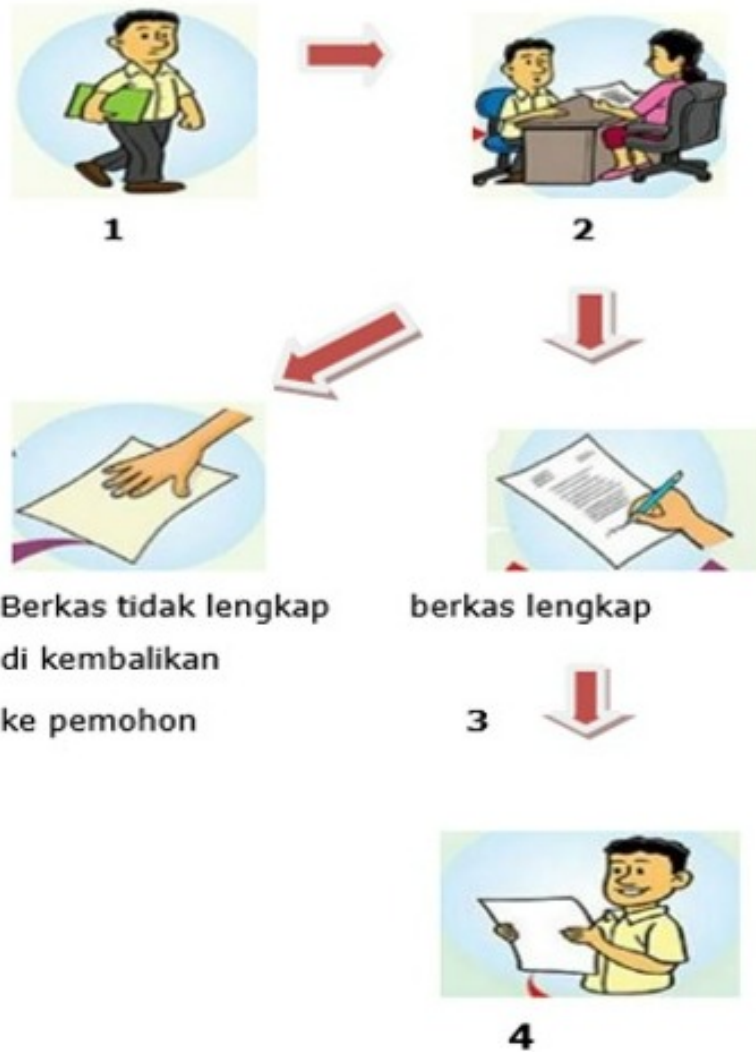 1
2
Berkas tidak lengkap
di kembalikan
ke pemohon
berkas lengkap
3
4